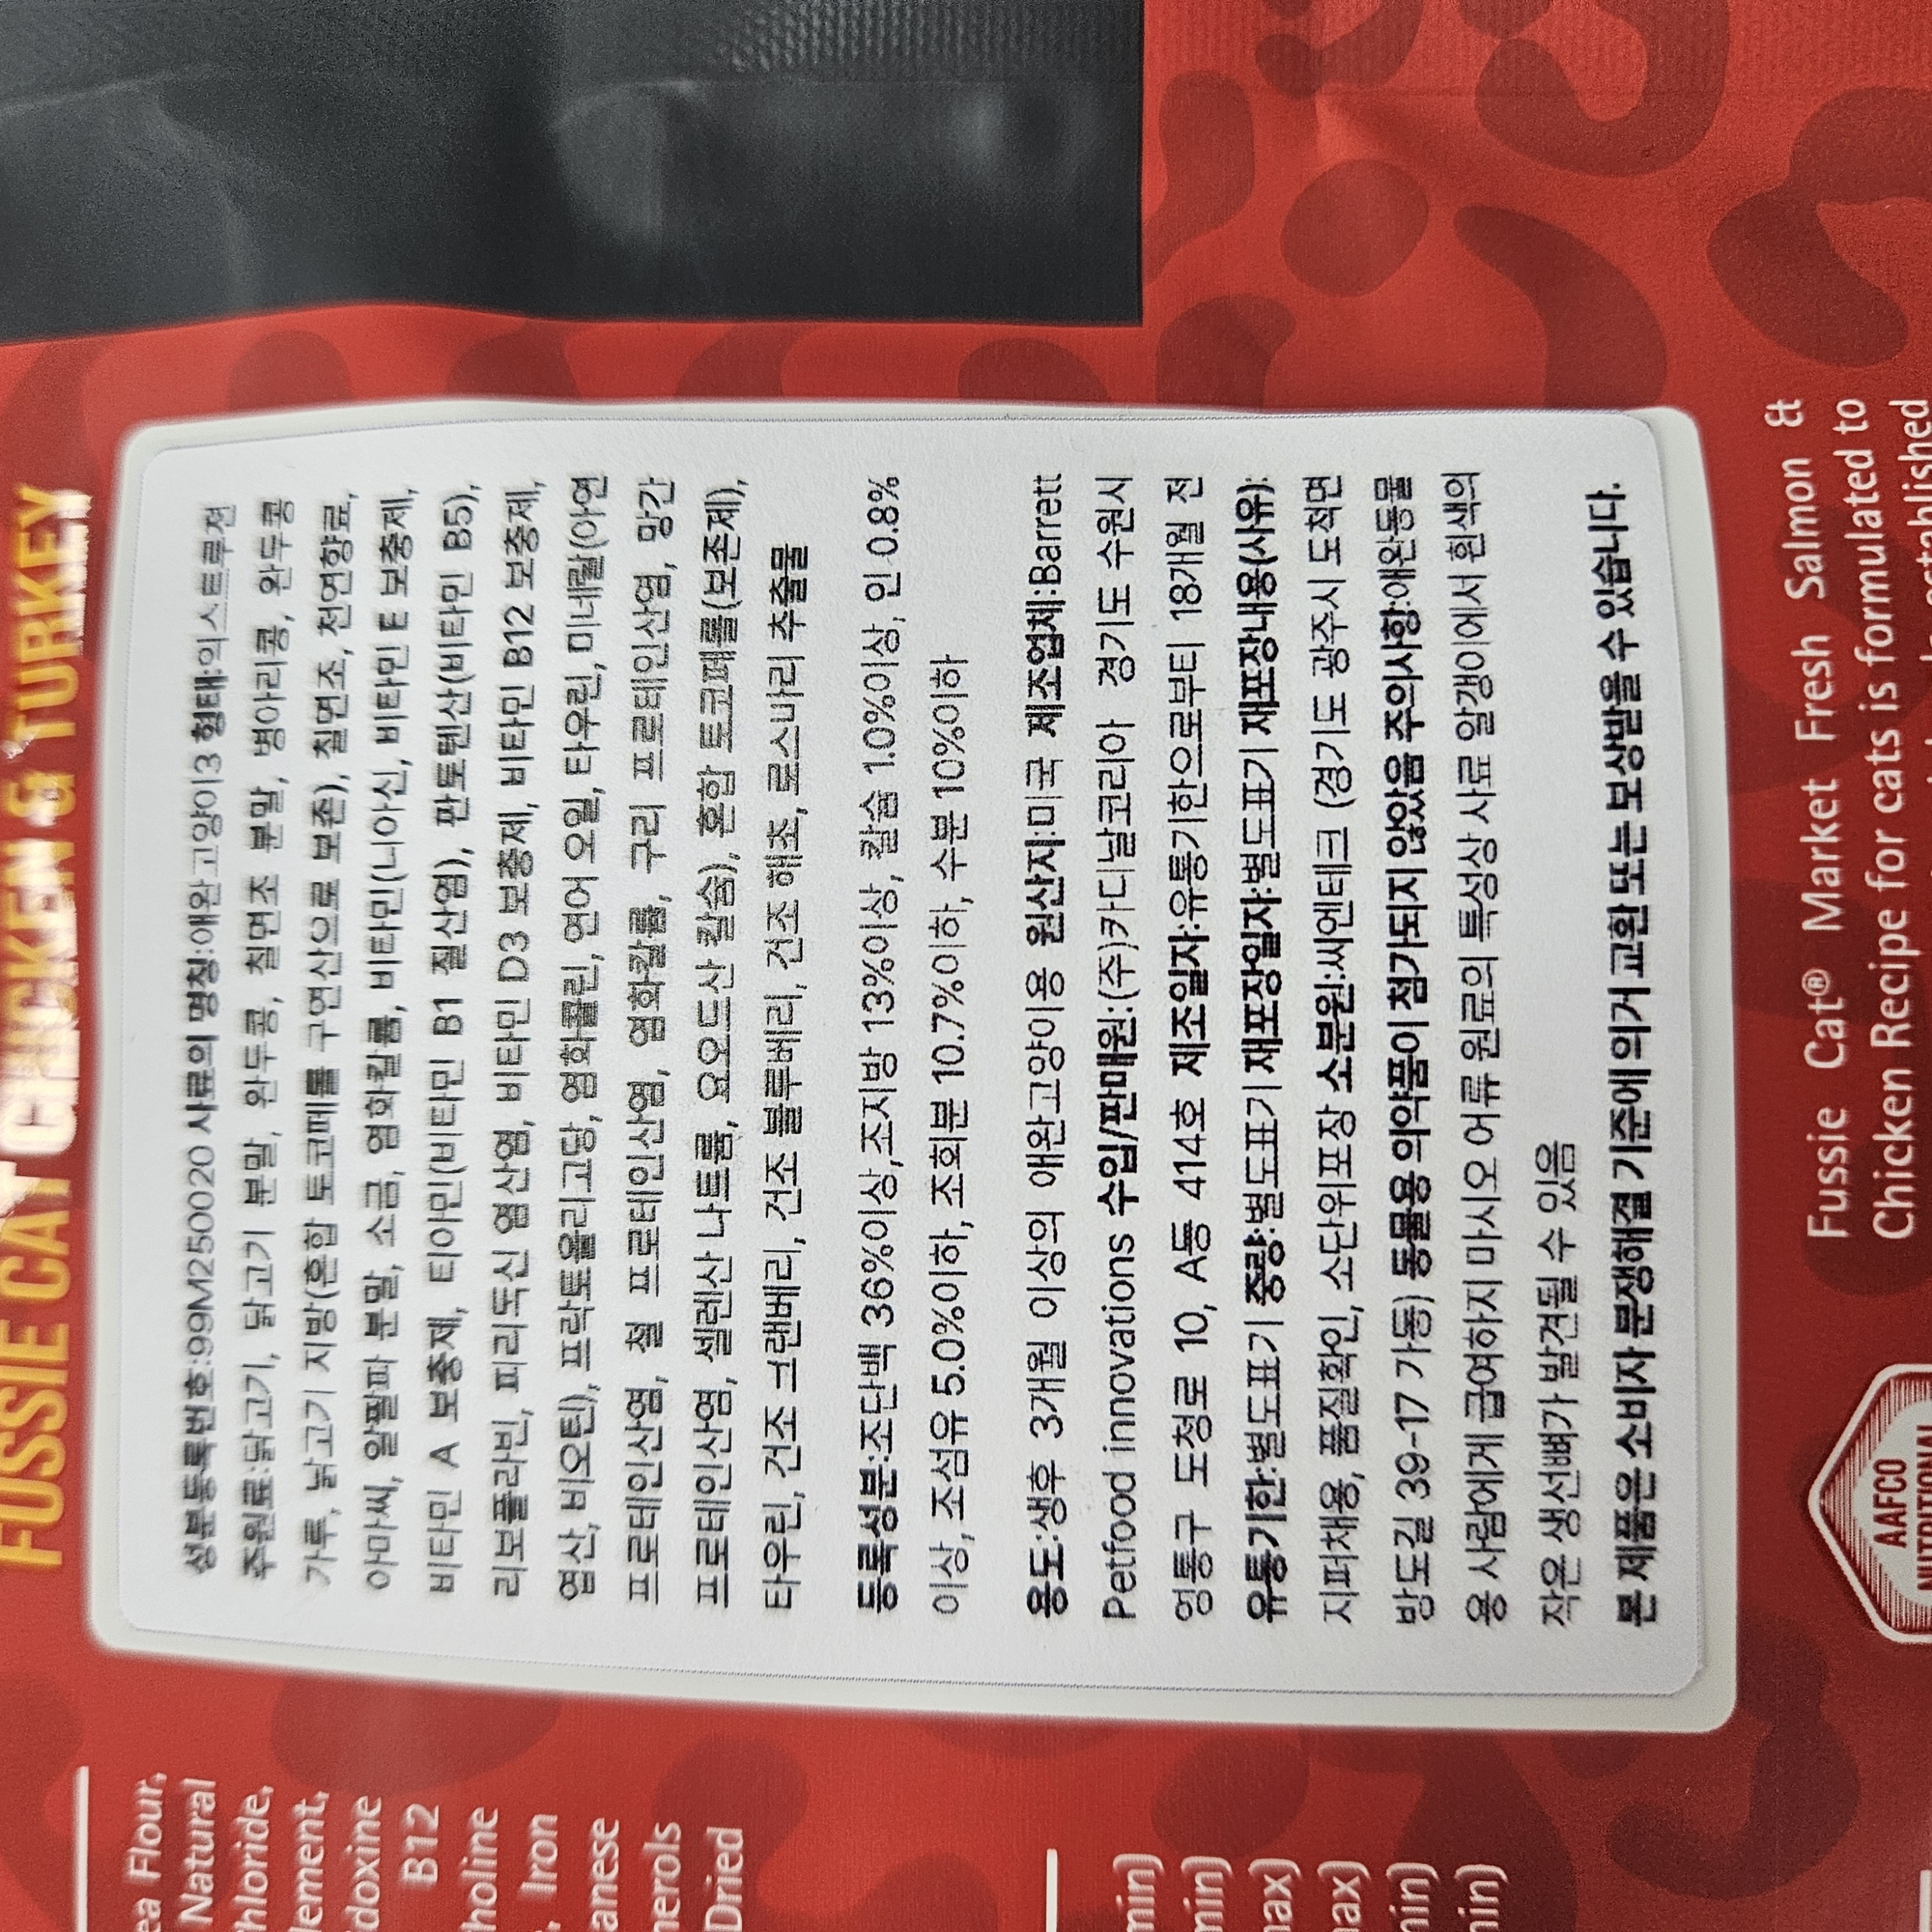 FUSSIE CAT CHICKEN & TURKEY
성분등록번호:99M250020 사료의 명칭:애완고양이3 형태:익스트루젼
주원료:닭고기, 닭고기 분말, 완두콩, 칠면조 분말, 병아리콩, 완두콩
가루, 닭고기 지방(혼합 토코페롤 구연산으로 보존), 칠면조, 천연향료,
아마씨, 알팔파 분말, 소금, 염화칼륨, 비타민(니아신, 비타민 E 보충제,
비타민 A 보충제, 티아민(비타민 B1 질산염), 판토텐산(비타민 B5),
리보플라빈, 피리독신 염산염, 비타민 D3 보충제, 비타민 B12 보충제,
엽산, 비오틴), 프락토올리고당, 염화콜린, 연어 오일, 타우린, 미네랄(아연
프로테인산염, 철 프로테인산염, 염화칼륨, 구리 프로테인산염, 망간
프로테인산염, 셀렌산 나트륨, 요오드산 칼슘), 혼합 토코페롤(보존제),
타우린, 건조 크랜베리, 건조 블루베리, 건조 해조, 로스마리 추출물
등록성분:조단백 36%이상,조지방 13%이상, 칼슘 1.0%이상, 인 0.8%
이상, 조섬유 5.0%이하, 조회분 10.7%이하, 수분 10%이하
용도:생후 3개월 이상의 애완고양이용 원산지:미국 제조업체:Barrett
Petfood innovations 수입/판매원:(주)카디날코리아 경기도 수원시
영통구 도청로 10, A동 414호 제조일자:유통기한으로부터 18개월 전
유통기한:별도표기 중량:별도표기 재포장일자:별도표기 재포장내용(사유):
지퍼채용, 품질확인, 소단위포장 소분원:씨엔테크 (경기도 광주시 도척면
방도길 39-17 가동) 동물용 의약품이 첨가되지 않았음 주의사항:애완동물
용 사람에게 급여하지 마시오 어류 원료의 특성상 사료 알갱이에서 흰색의
작은 생선뼈가 발견될 수 있음
본 제품은 소비자 분쟁해결 기준에 의거 교환 또는 보상받을 수 있습니다.
Fussie Cat® Market Fresh Salmon &
Chicken Recipe for cats is formulated to
established
AAFCO
NUTRITIONAL
Flour,
Natural
B12
Iron
Dried
min)
min)
max)
max)
min)
min)